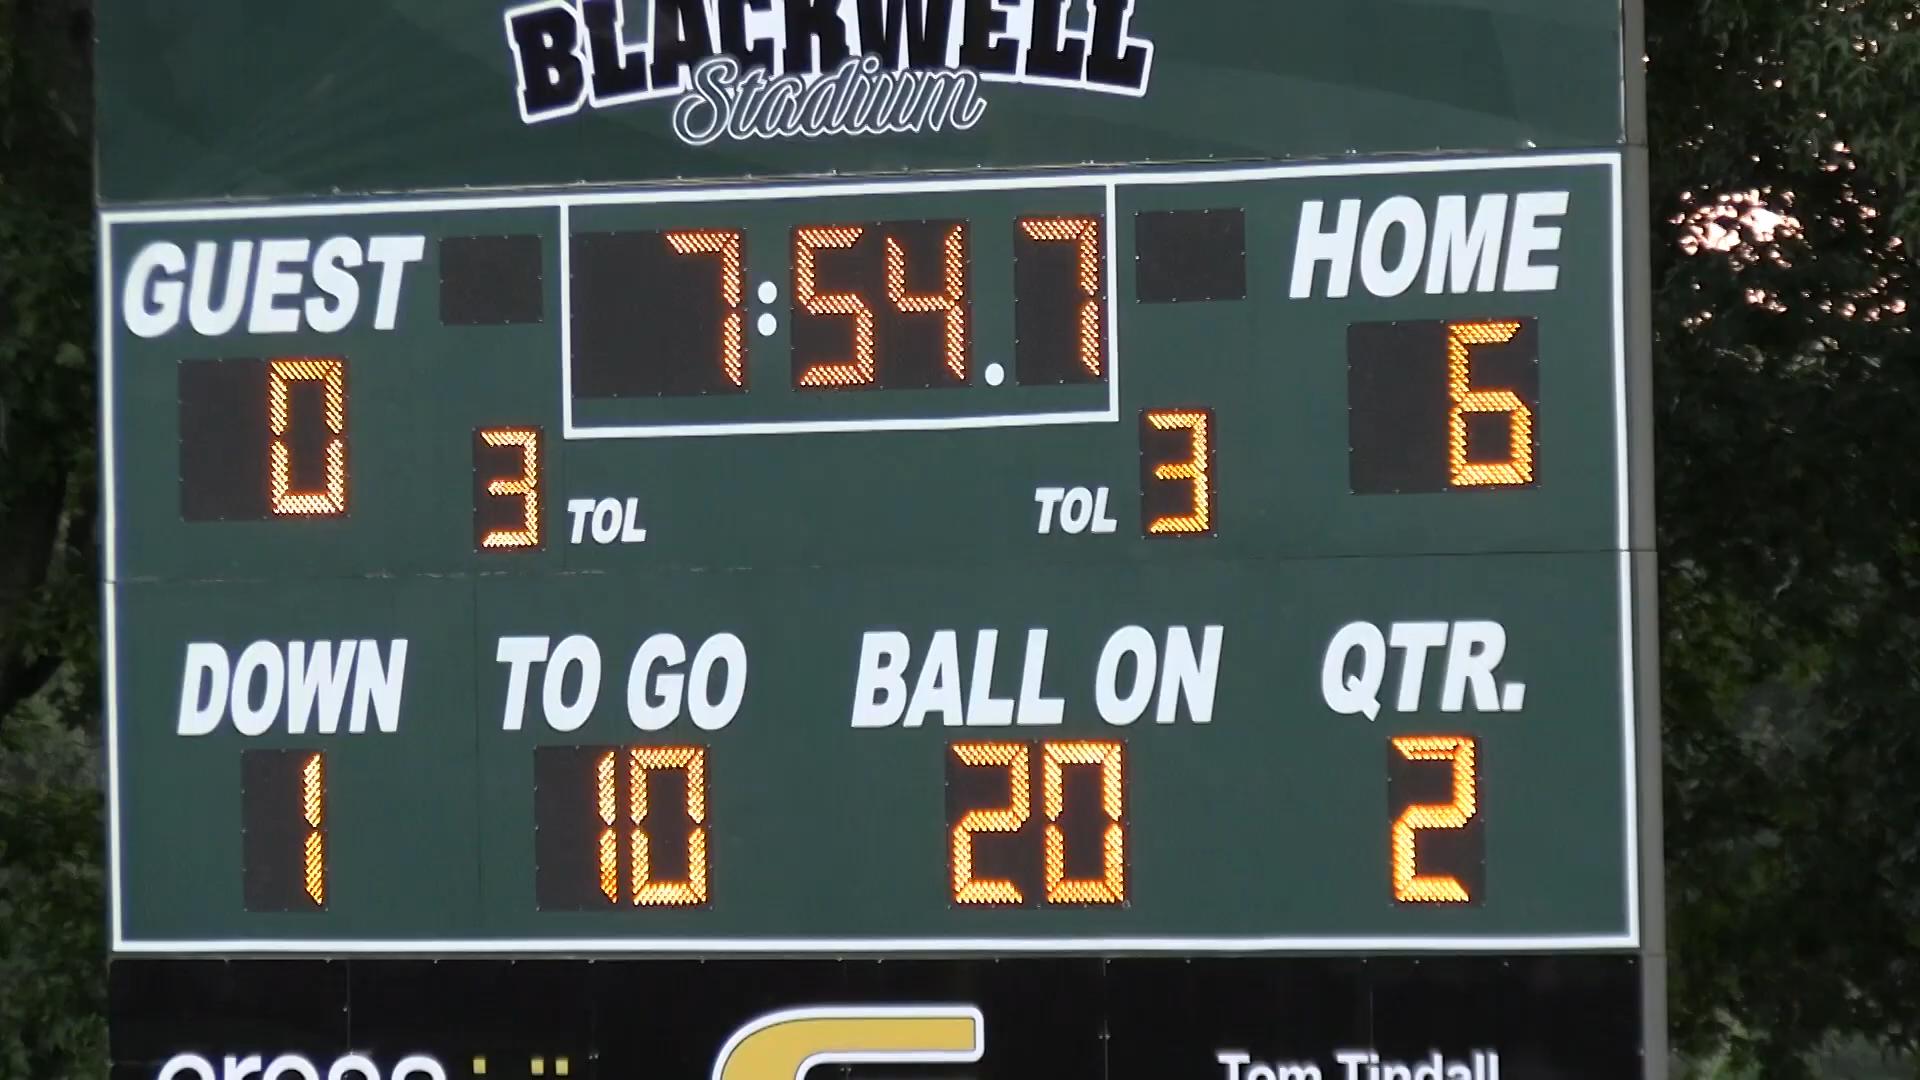 BLACKWELL
Stadium
GUEST 7:54.7 HOME
0 3 TOL TOL 3 6
DOWN TO GO BALL ON QTR.
1 10 20 2
Tom Tindall